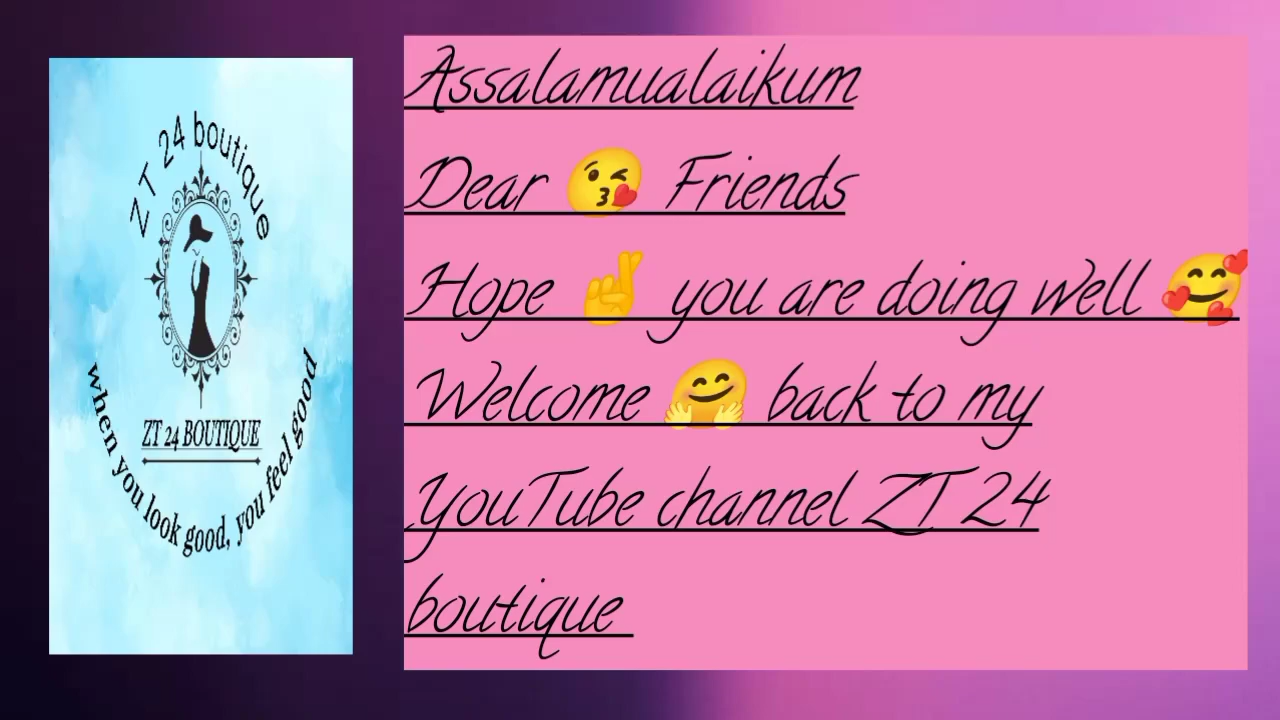 ZT 24 boutique
ZT 24 BOUTIQUE
when you look good, you feel good
Assalamualaikum
Dear 😘 Friends
Hope 🤞 you are doing well 🥰
Welcome 🤗 back to my
YouTube channel ZT 24
boutique